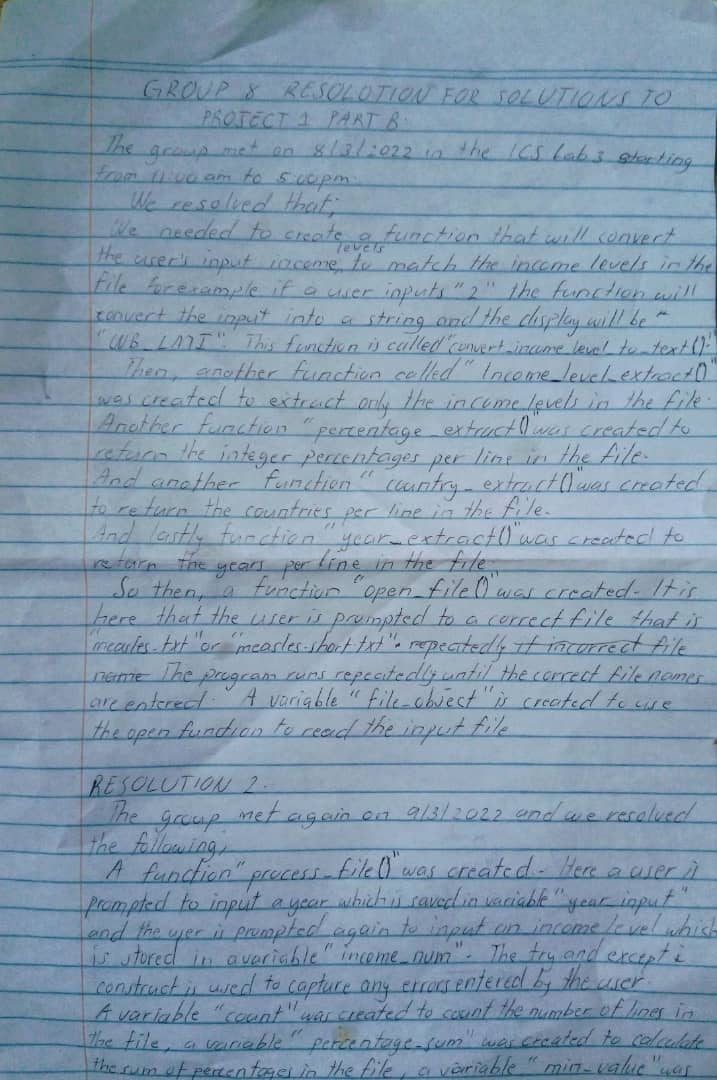 GROUP 8 RESOLOTION FOR SOLUTIONS TO
PROJECT 1 PART B.
The group met on 8/3/2022 in the ICS Lab 3 starting
from 11:00 am to 5:00pm.
We resolved that;
We needed to create a function that will convert
the user's input income levels to match the income levels in the
file forexample if a user inputs "2" the function will
convert the input into a string and the display will be "
"WB_LMI". This function is called "convert_income_level_to_text()".
Then, another function called "Income_level_extract()"
was created to extract only the income levels in the file.
Another function "percentage_extract()" was created to
return the integer percentages per line in the file.
And another function "country_extract()" was created
to return the countries per line in the file.
And lastly function "year_extract()" was created to
return the years per line in the file.
So then, a function "open_file()" was created. It is
here that the user is prompted to a correct file that is
"measles.txt" or "measles-short.txt". repeatedly if incorrect file
name The program runs repeatedly until the correct file names
are entered. A variable "file_object" is created to use
the open function to read the input file
RESOLUTION 2.
The group met again on 9/3/2022 and we resolved
the following;
A function "process_file()" was created. Here a user is
prompted to input a year which is saved in variable "year_input"
and the user is prompted again to input an income level which
is stored in avariable "income_num". The try and except
construct is used to capture any errors entered by the user.
A variable "count" was created to count the number of lines in
the file, a variable "percentage_sum" was created to calculate
the sum of percentages in the file, a variable "min_value" was